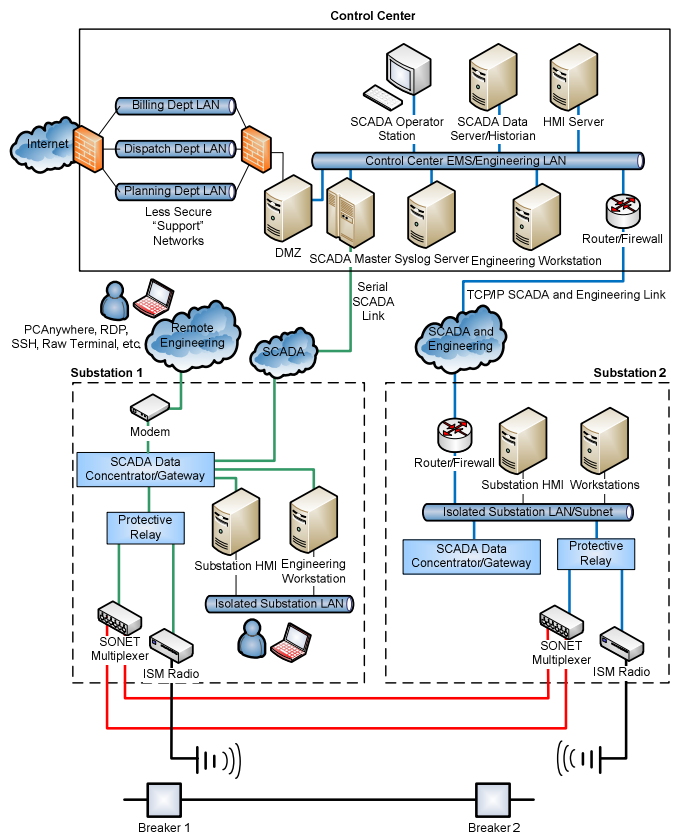 Control Center
Billing Dept LAN
Internet
Dispatch Dept LAN
Planning Dept LAN
Less Secure
"Support"
Networks
SCADA Operator
Station
SCADA Data
Server/Historian
HMI Server
Control Center EMS/Engineering LAN
DMZ
SCADA Master
Syslog Server
Engineering Workstation
Router/Firewall
Serial
SCADA
Link
TCP/IP SCADA and Engineering Link
PCAnywhere, RDP,
SSH, Raw Terminal, etc.
Remote
Engineering
SCADA
SCADA and
Engineering
Substation 1
Modem
SCADA Data
Concentrator/Gateway
Protective
Relay
Substation HMI
Engineering
Workstation
Isolated Substation LAN
SONET
Multiplexer
ISM Radio
Substation 2
Router/Firewall
Substation HMI
Workstations
Isolated Substation LAN/Subnet
SCADA Data
Concentrator/Gateway
Protective
Relay
SONET
Multiplexer
ISM Radio
Breaker 1
Breaker 2